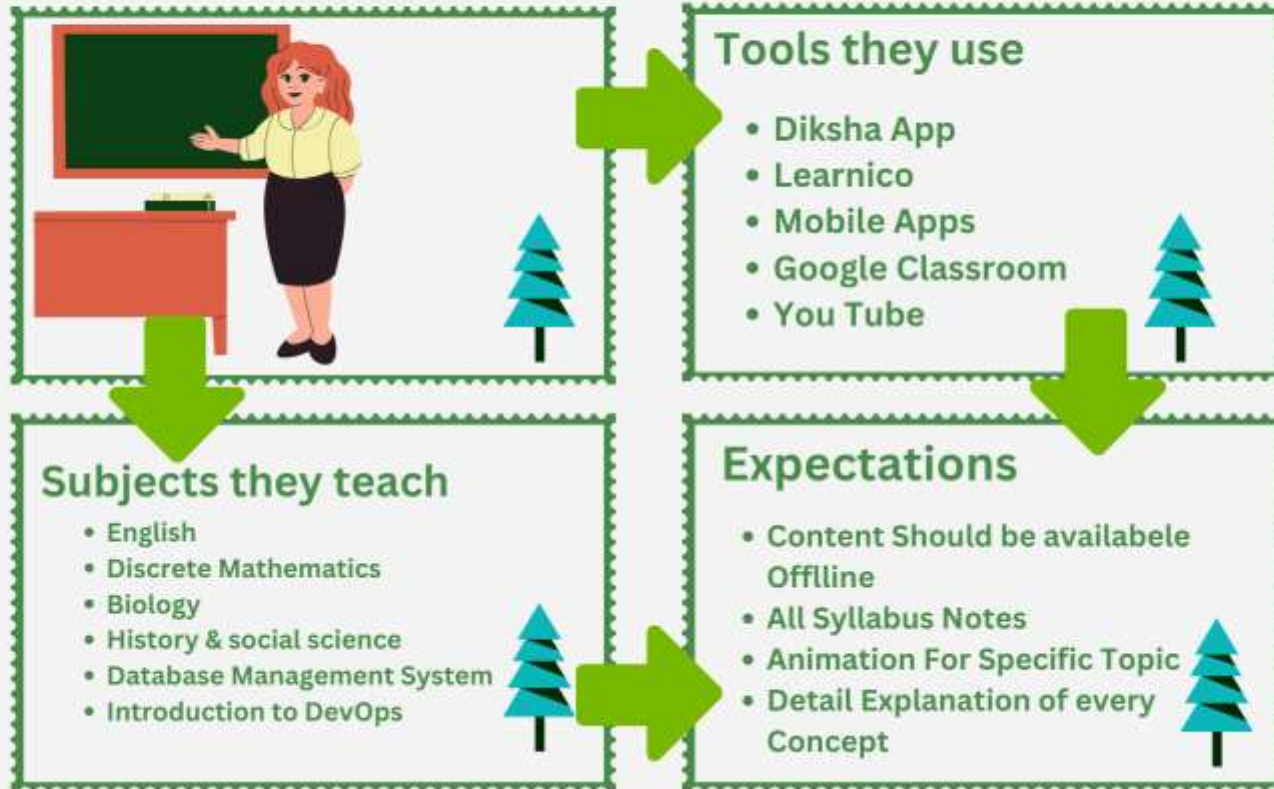 Tools they use
Diksha App
Learnico
Mobile Apps
Google Classroom
You Tube
Subjects they teach
English
Discrete Mathematics
Biology
History & social science
Database Management System
Introduction to DevOps
Expectations
Content Should be availabele
Offlline
All Syllabus Notes
Animation For Specific Topic
Detail Explanation of every
Concept